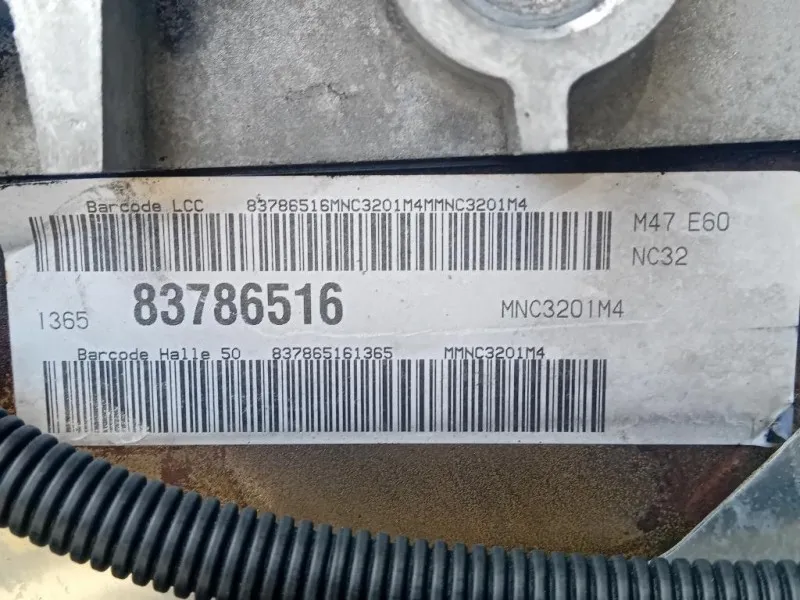 Barcode LCC 83786516MNC3201M4MMNC3201M4
M47 E60
NC32
1365 83786516 MNC3201M4
Barcode Halle 50 837865161365 MMNC3201M4